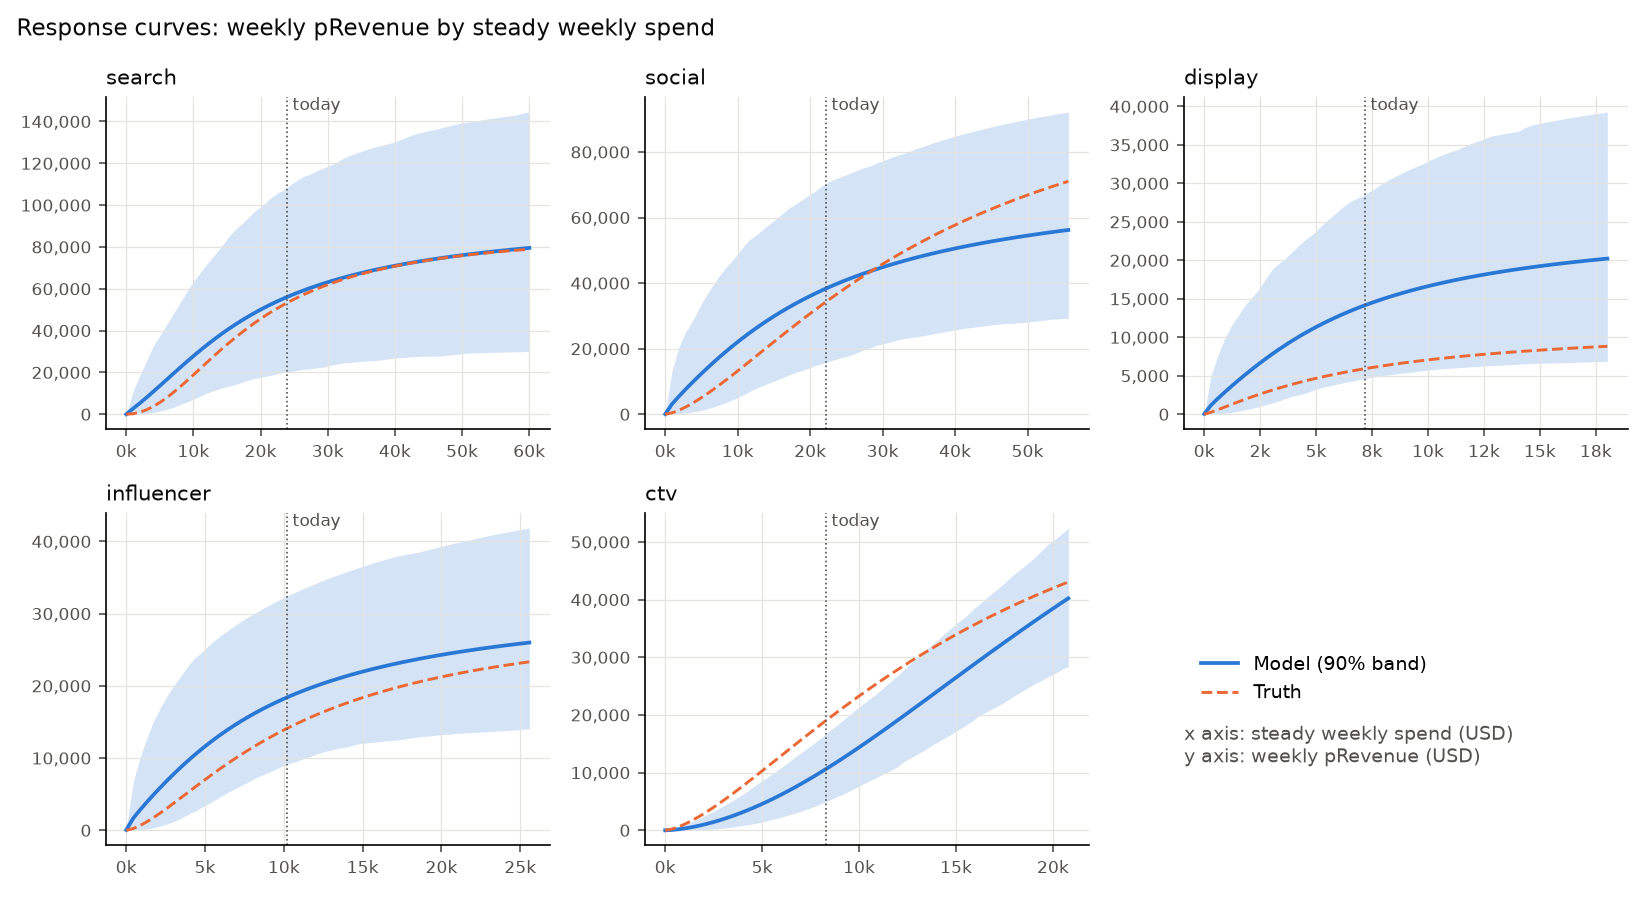 Response curves: weekly pRevenue by steady weekly spend
search
today
140,000
120,000
100,000
80,000
60,000
40,000
20,000
0
0k 10k 20k 30k 40k 50k 60k
social
today
80,000
60,000
40,000
20,000
0
0k 10k 20k 30k 40k 50k
display
today
40,000
35,000
30,000
25,000
20,000
15,000
10,000
5,000
0
0k 2k 5k 8k 10k 12k 15k 18k
influencer
today
40,000
30,000
20,000
10,000
0
0k 5k 10k 15k 20k 25k
ctv
today
50,000
40,000
30,000
20,000
10,000
0
0k 5k 10k 15k 20k
Model (90% band)
Truth
x axis: steady weekly spend (USD)
y axis: weekly pRevenue (USD)